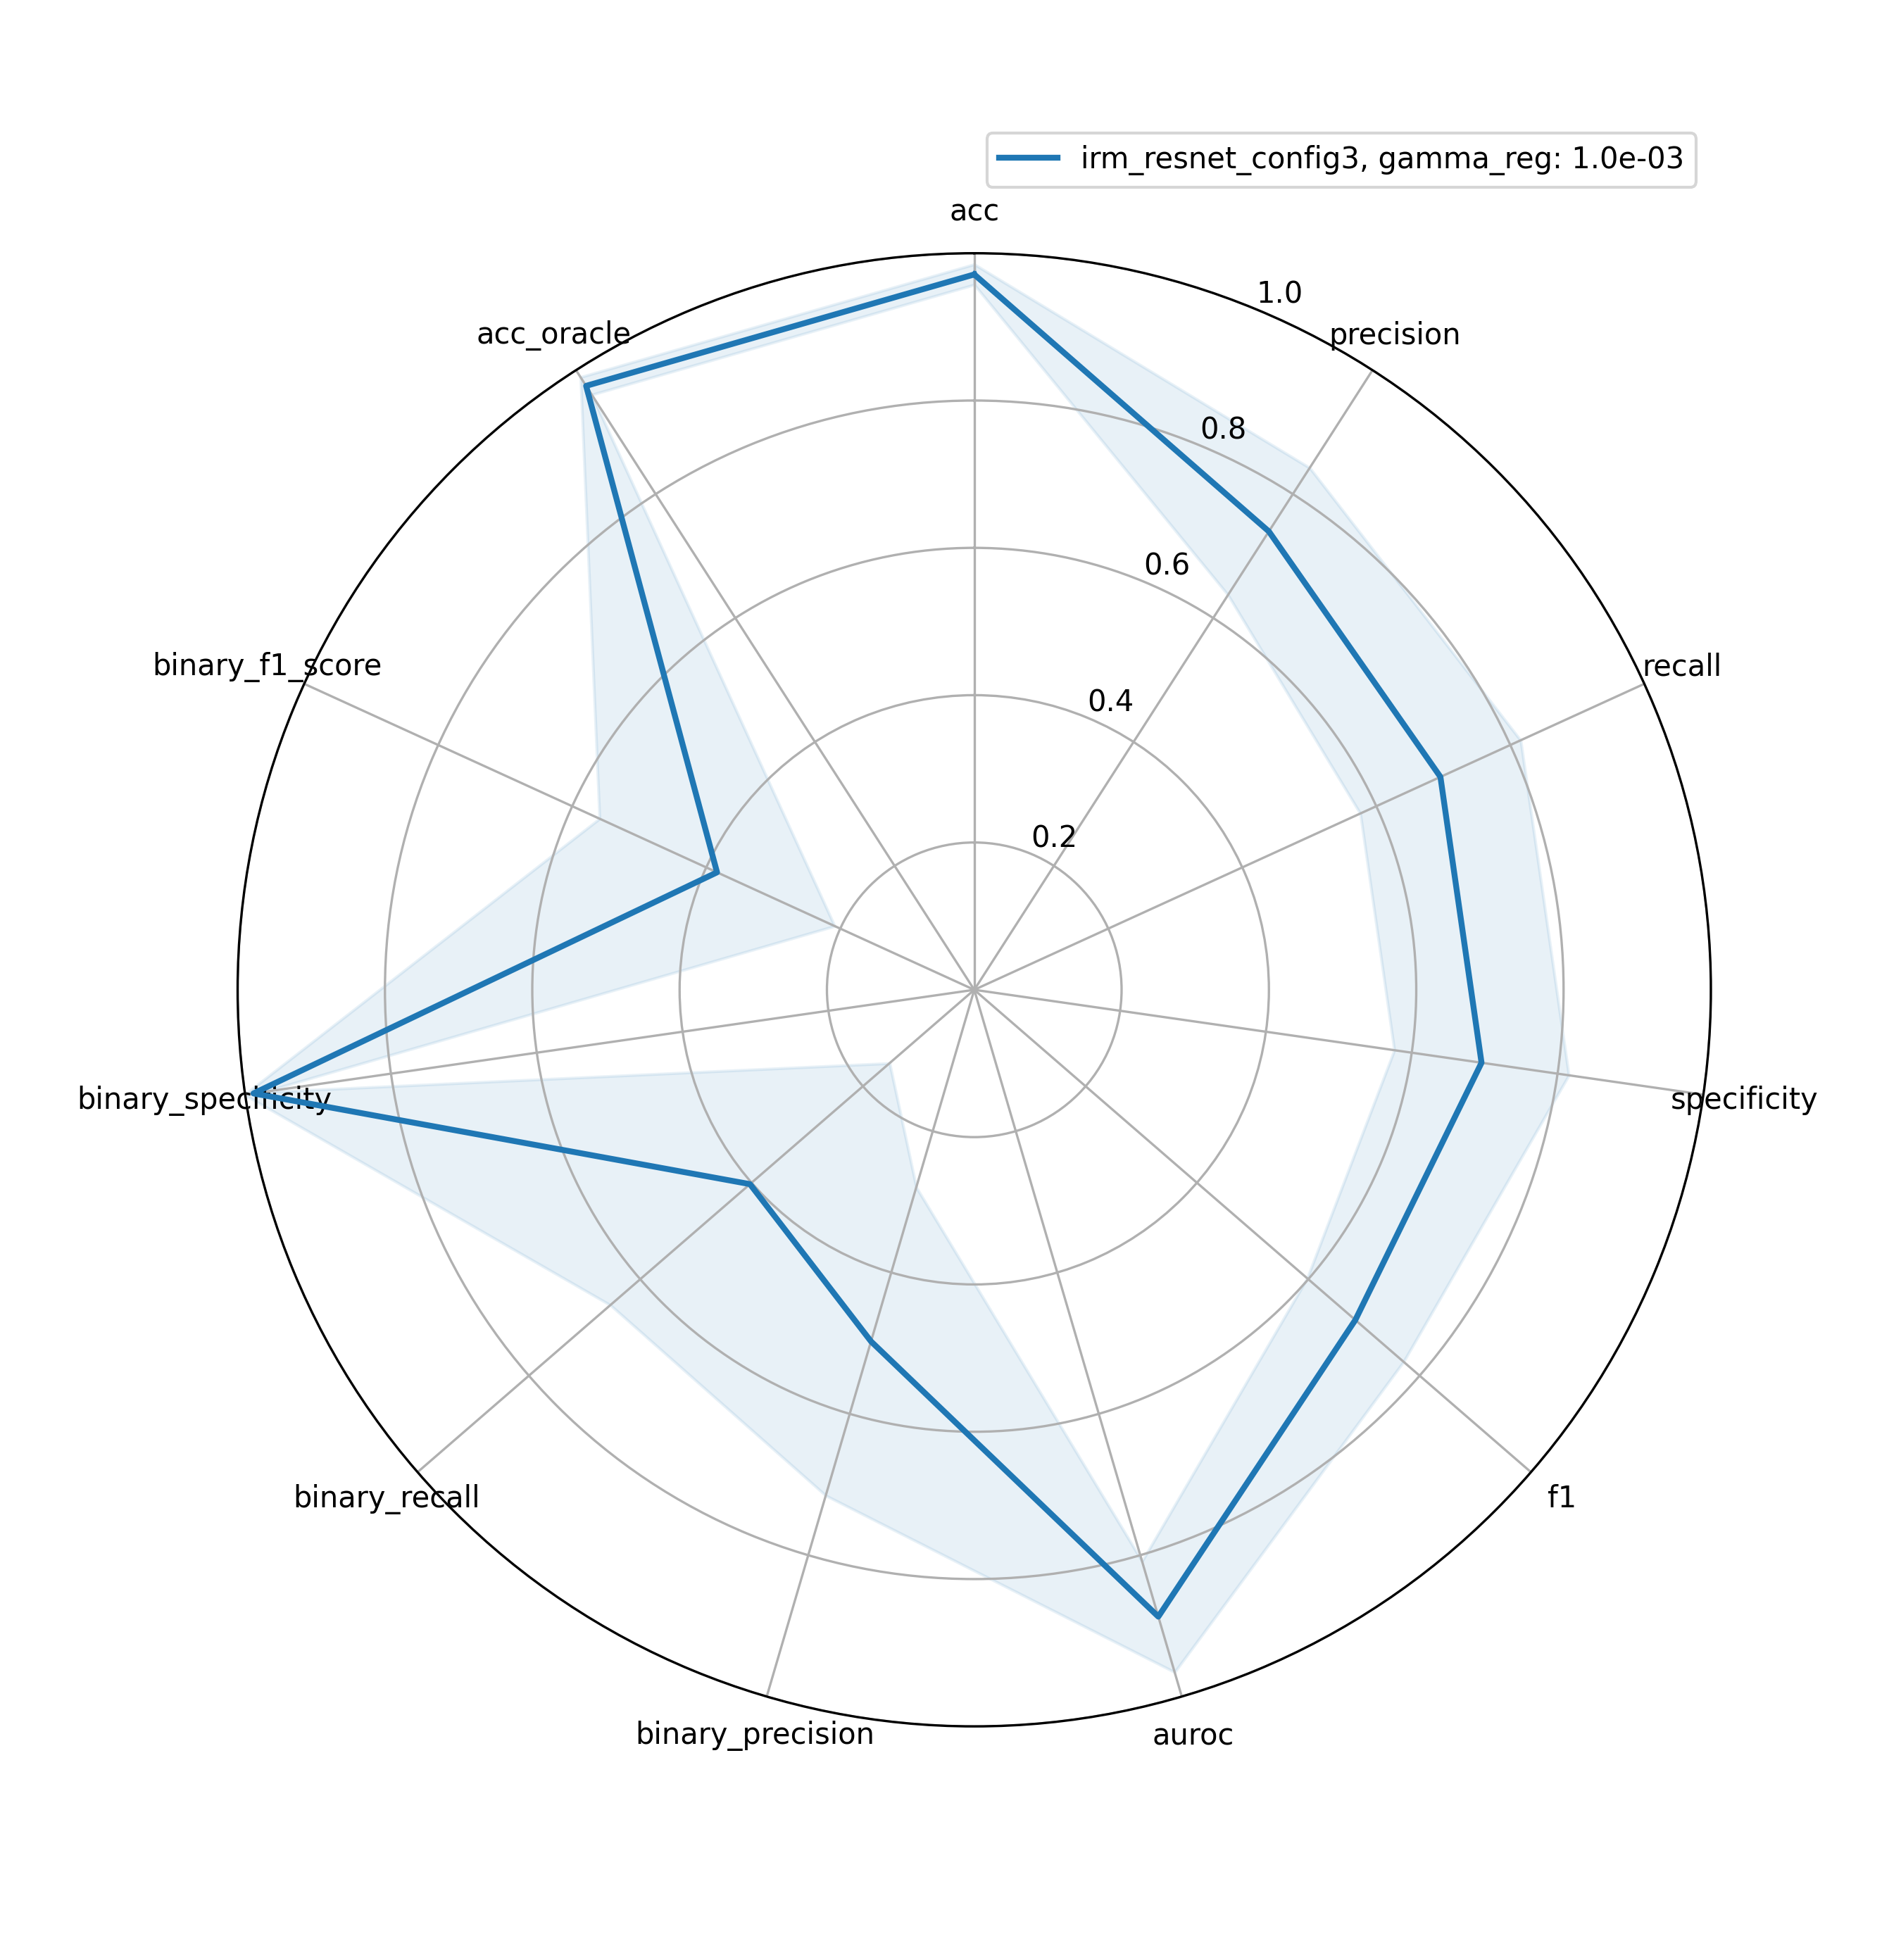 irm_resnet_config3, gamma_reg: 1.0e-03
acc
1.0
acc_oracle
precision
0.8
0.6
binary_f1_score
recall
0.4
0.2
binary_specificity
specificity
binary_recall
f1
binary_precision
auroc